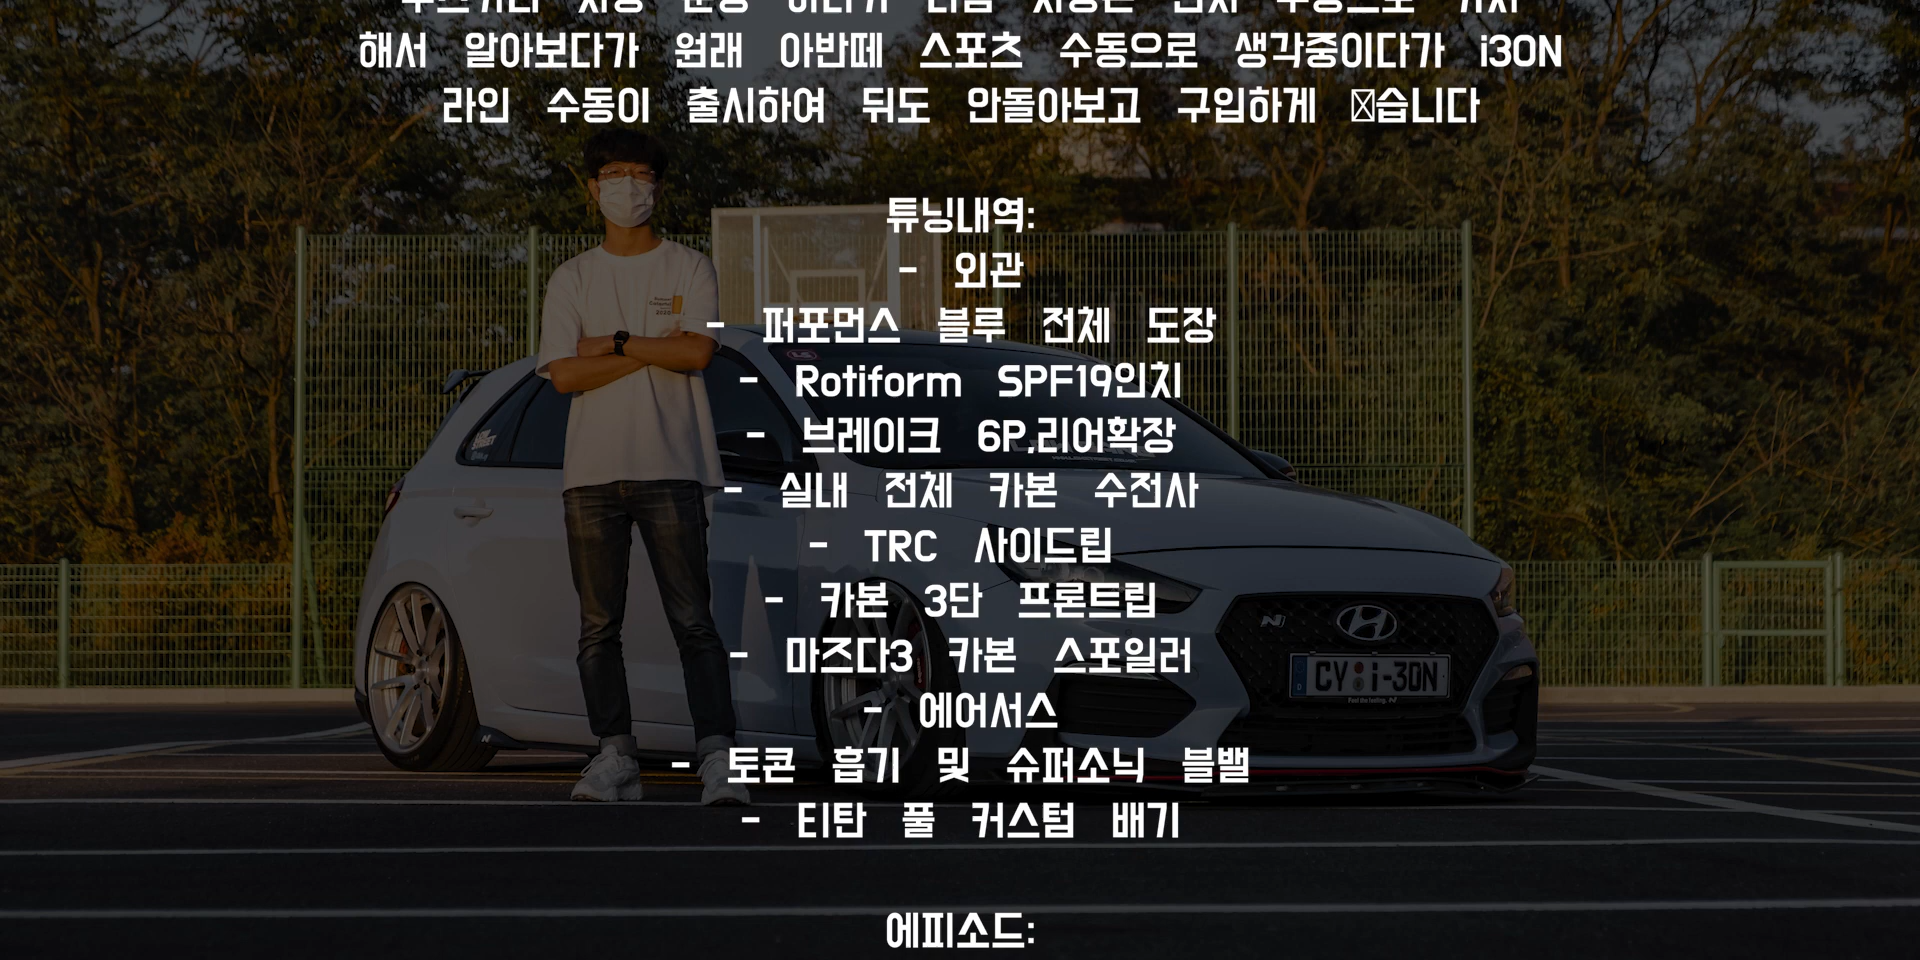 해서 알아보다가 원래 아반떼 스포츠 수동으로 생각중이다가 i30N
라인 수동이 출시하여 뒤도 안돌아보고 구입하게 습니다
튜닝내역:
- 외관
- 퍼포먼스 블루 전체 도장
- Rotiform SPF19인치
- 브레이크 6P,리어확장
- 실내 전체 카본 수전사
- TRC 사이드립
- 카본 3단 프론트립
- 마즈다3 카본 스포일러
- 에어서스
- 토콘 흡기 및 슈퍼소닉 블밸
- 티탄 풀 커스텀 배기
에피소드:
CY i-30N
Feel the feeling. N